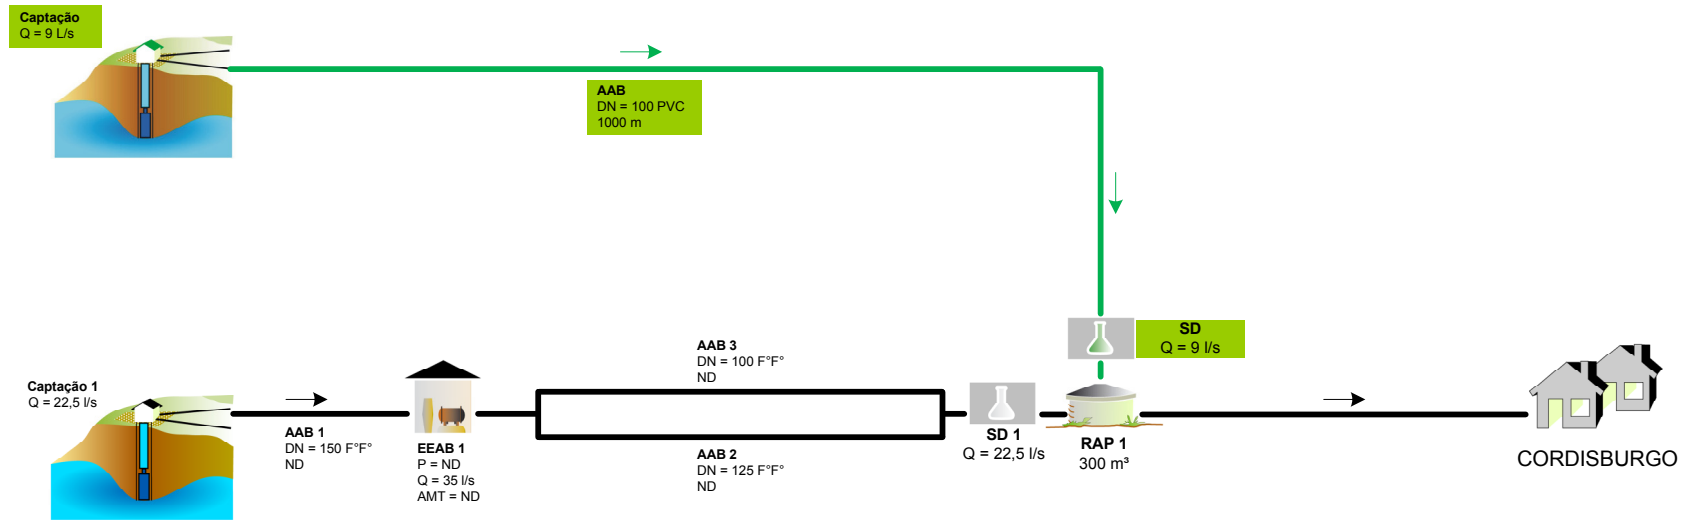 Captação
Q = 9 L/s
AAB
DN = 100 PVC
1000 m
SD
Q = 9 l/s
AAB 3
DN = 100 F°F°
ND
Captação 1
Q = 22,5 l/s
AAB 1
DN = 150 F°F°
ND
EEAB 1
P = ND
Q = 35 l/s
AMT = ND
AAB 2
DN = 125 F°F°
ND
SD 1
Q = 22,5 l/s
RAP 1
300 m³
CORDISBURGO